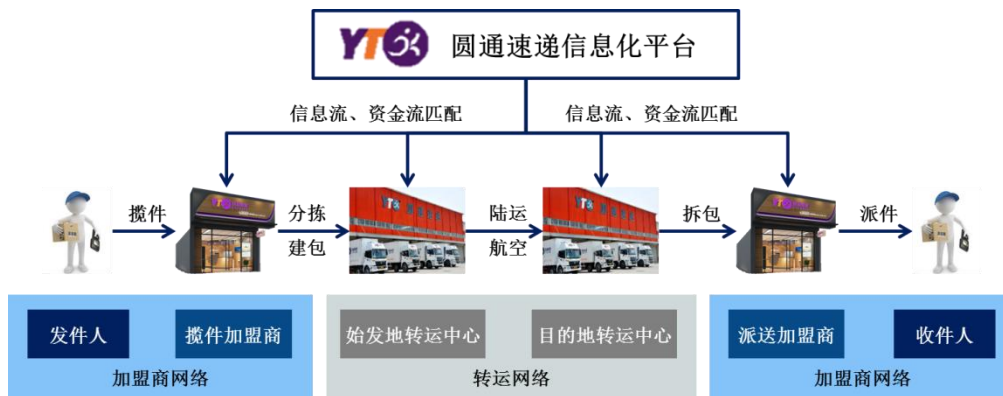 YTO 圆通速递信息化平台
信息流、资金流匹配
信息流、资金流匹配
揽件
分拣
建包
陆运
航空
拆包
派件
发件人
揽件加盟商
始发地转运中心
目的地转运中心
派送加盟商
收件人
加盟商网络
转运网络
加盟商网络